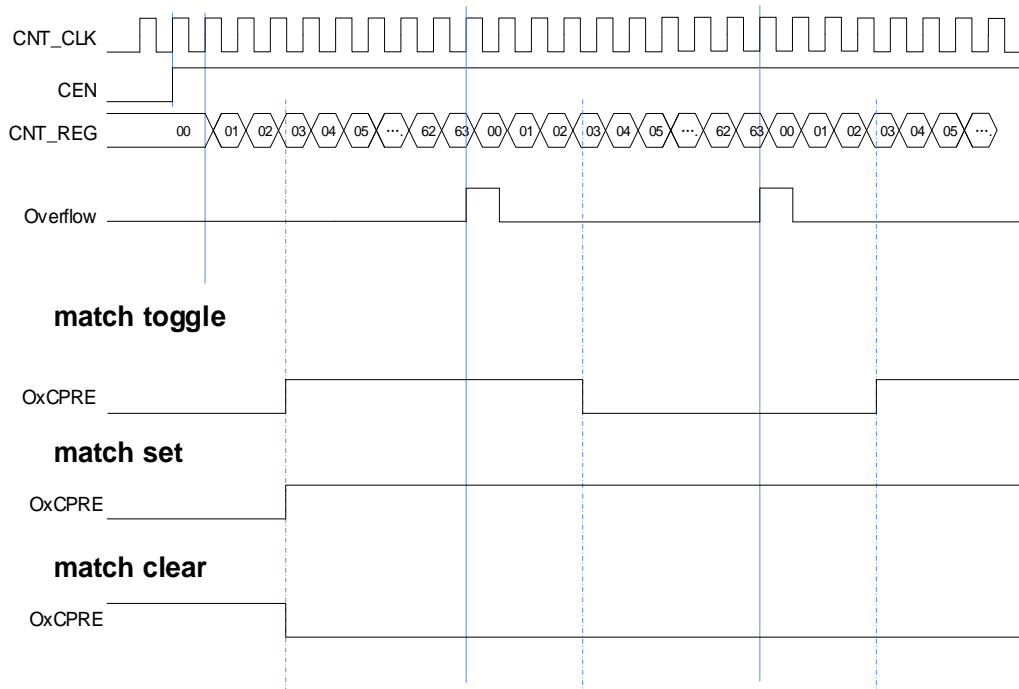 CNT_CLK
CEN
CNT_REG 00 01 02 03 04 05 …. 62 63 00 01 02 03 04 05 …. 62 63 00 01 02 03 04 05 ….
Overflow
match toggle
OxCPRE
match set
OxCPRE
match clear
OxCPRE